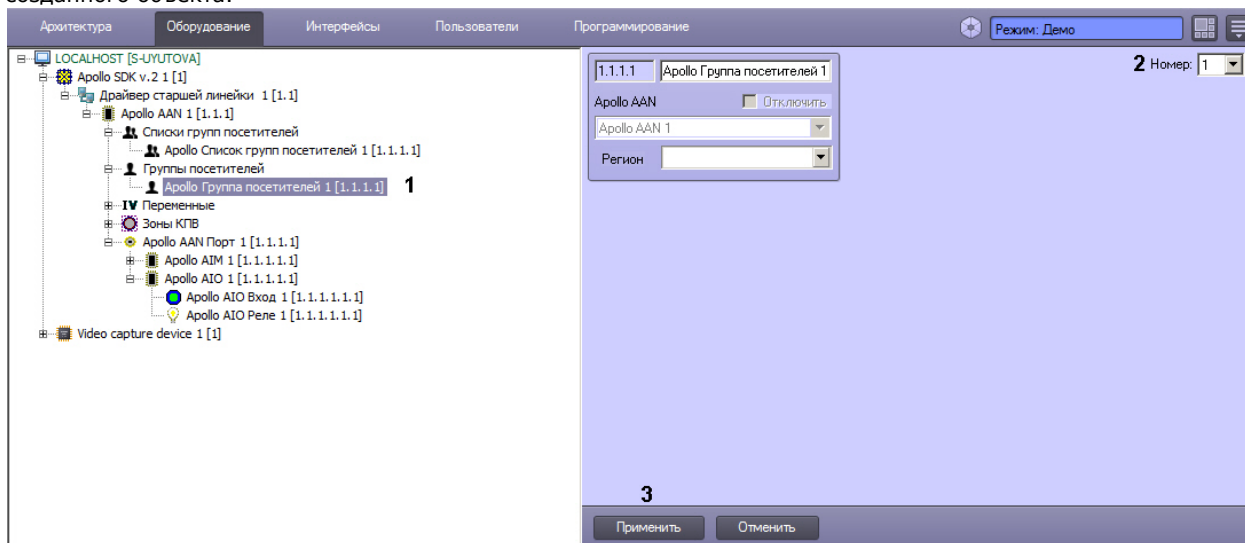 созданного объекта.
Архитектура Оборудование Интерфейсы Пользователи Программирование Режим: Демо
LOCALHOST [S-UYUTOVA]
Apollo SDK v.2 1 [1]
Драйвер старшей линейки 1 [1.1]
Apollo AAN 1 [1.1.1]
Списки групп посетителей
Apollo Список групп посетителей 1 [1.1.1.1]
Группы посетителей
Apollo Группа посетителей 1 [1.1.1.1] 1
IV Переменные
Зоны КПВ
Apollo AAN Порт 1 [1.1.1.1]
Apollo AIM 1 [1.1.1.1.1]
Apollo AIO 1 [1.1.1.1.1]
Apollo AIO Вход 1 [1.1.1.1.1.1]
Apollo AIO Реле 1 [1.1.1.1.1.1]
Video capture device 1 [1]
1.1.1.1 Apollo Группа посетителей 1
Apollo AAN Отключить
Apollo AAN 1
Регион
2 Номер: 1
3
Применить Отменить